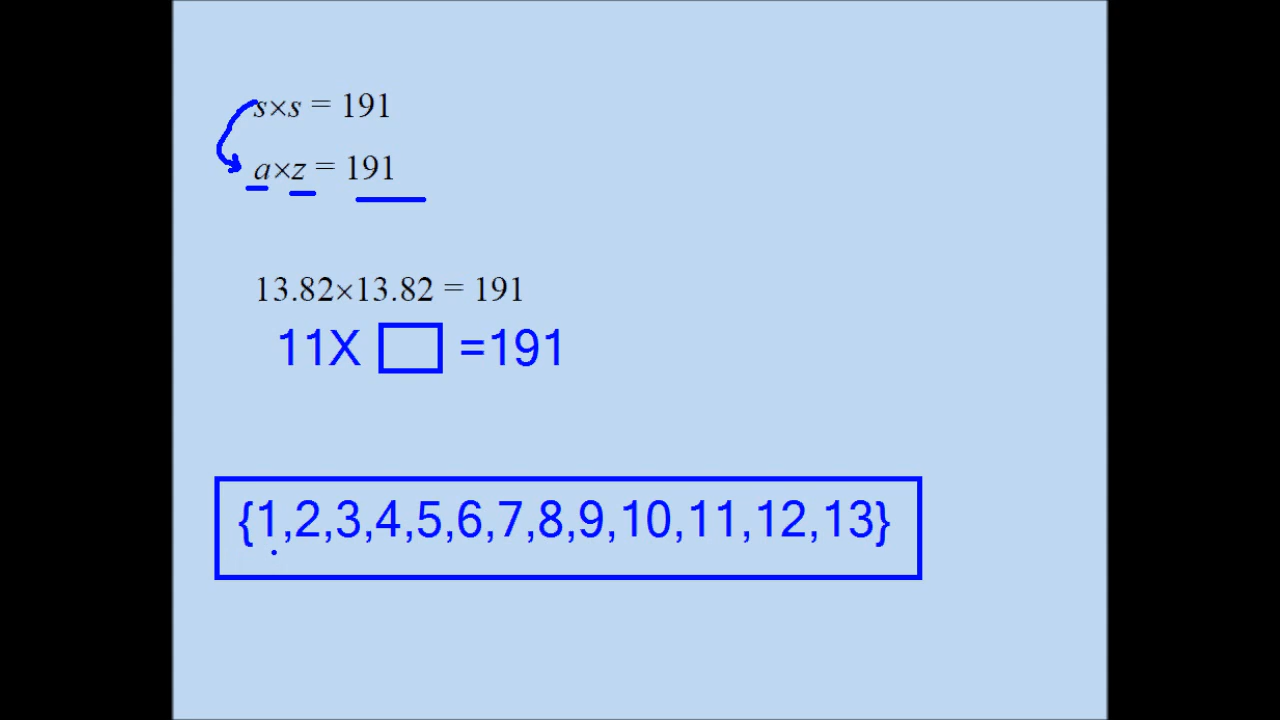 s×s = 191
a×z = 191
13.82×13.82 = 191
11X □ =191
{1,2,3,4,5,6,7,8,9,10,11,12,13}